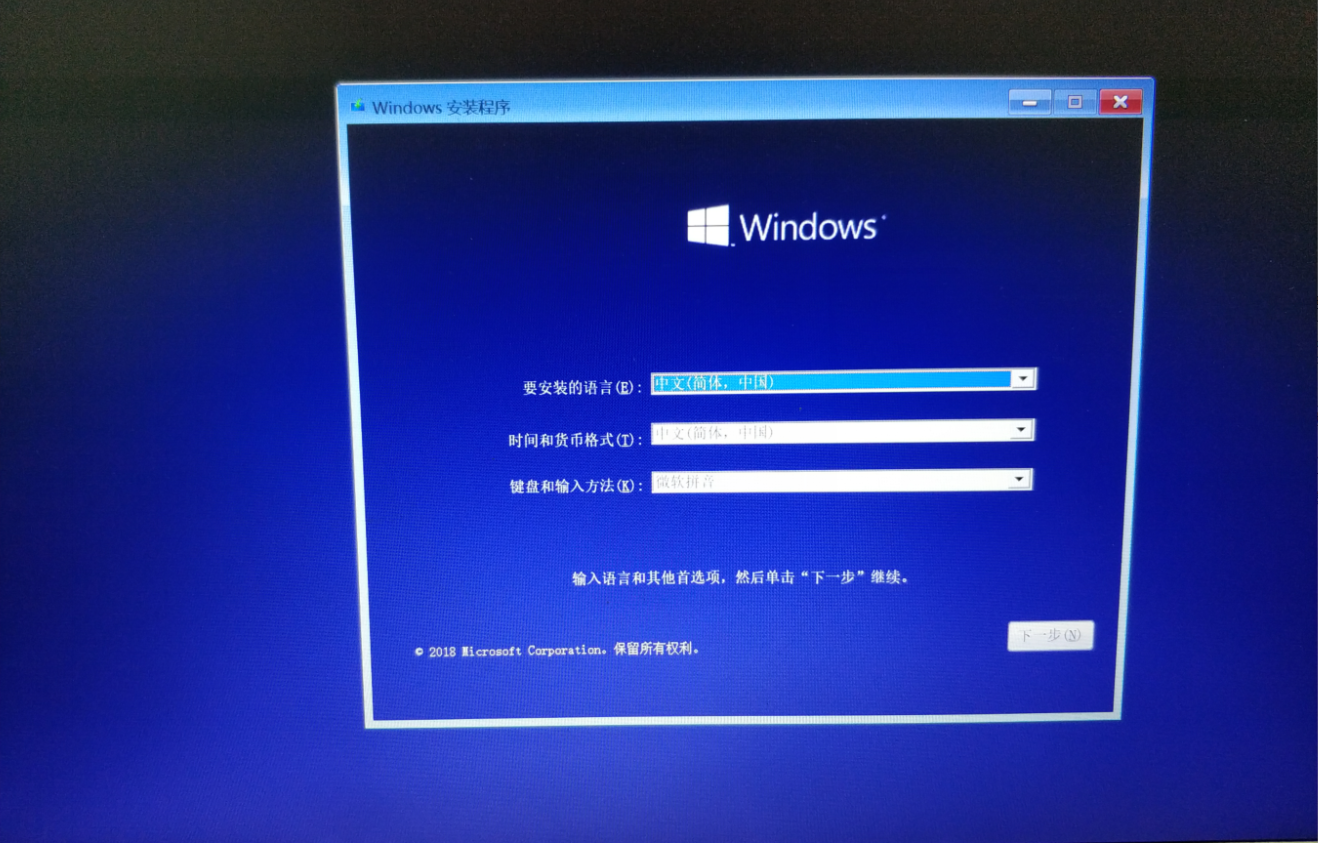 Windows 安装程序
Windows
要安装的语言(E): 中文(简体，中国)
时间和货币格式(T): 中文(简体，中国)
键盘和输入方法(K): 微软拼音
输入语言和其他首选项，然后单击“下一步”继续。
下一步(N)
© 2018 Microsoft Corporation。保留所有权利。